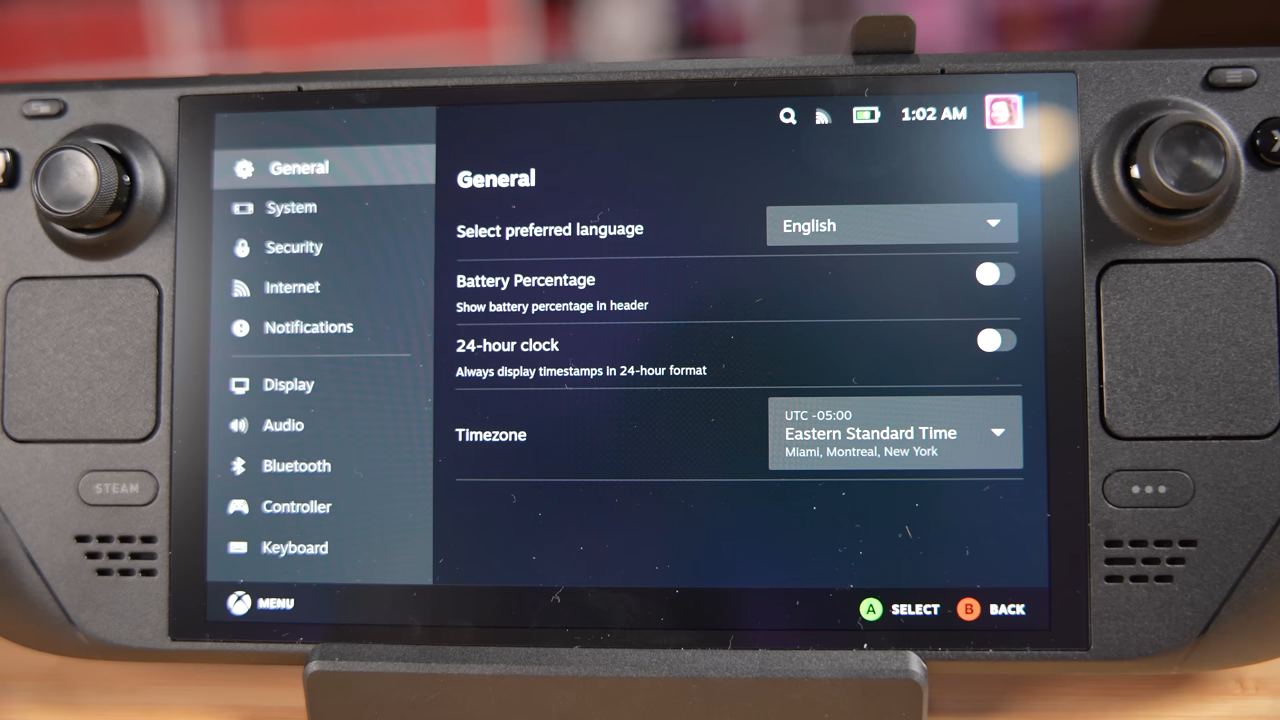 1:02 AM
General
System
Security
Internet
Notifications
Display
Audio
Bluetooth
Controller
Keyboard
General
Select preferred language
English
Battery Percentage
Show battery percentage in header
24-hour clock
Always display timestamps in 24-hour format
Timezone
UTC -05:00
Eastern Standard Time
Miami, Montreal, New York
MENU
A SELECT
B BACK
STEAM